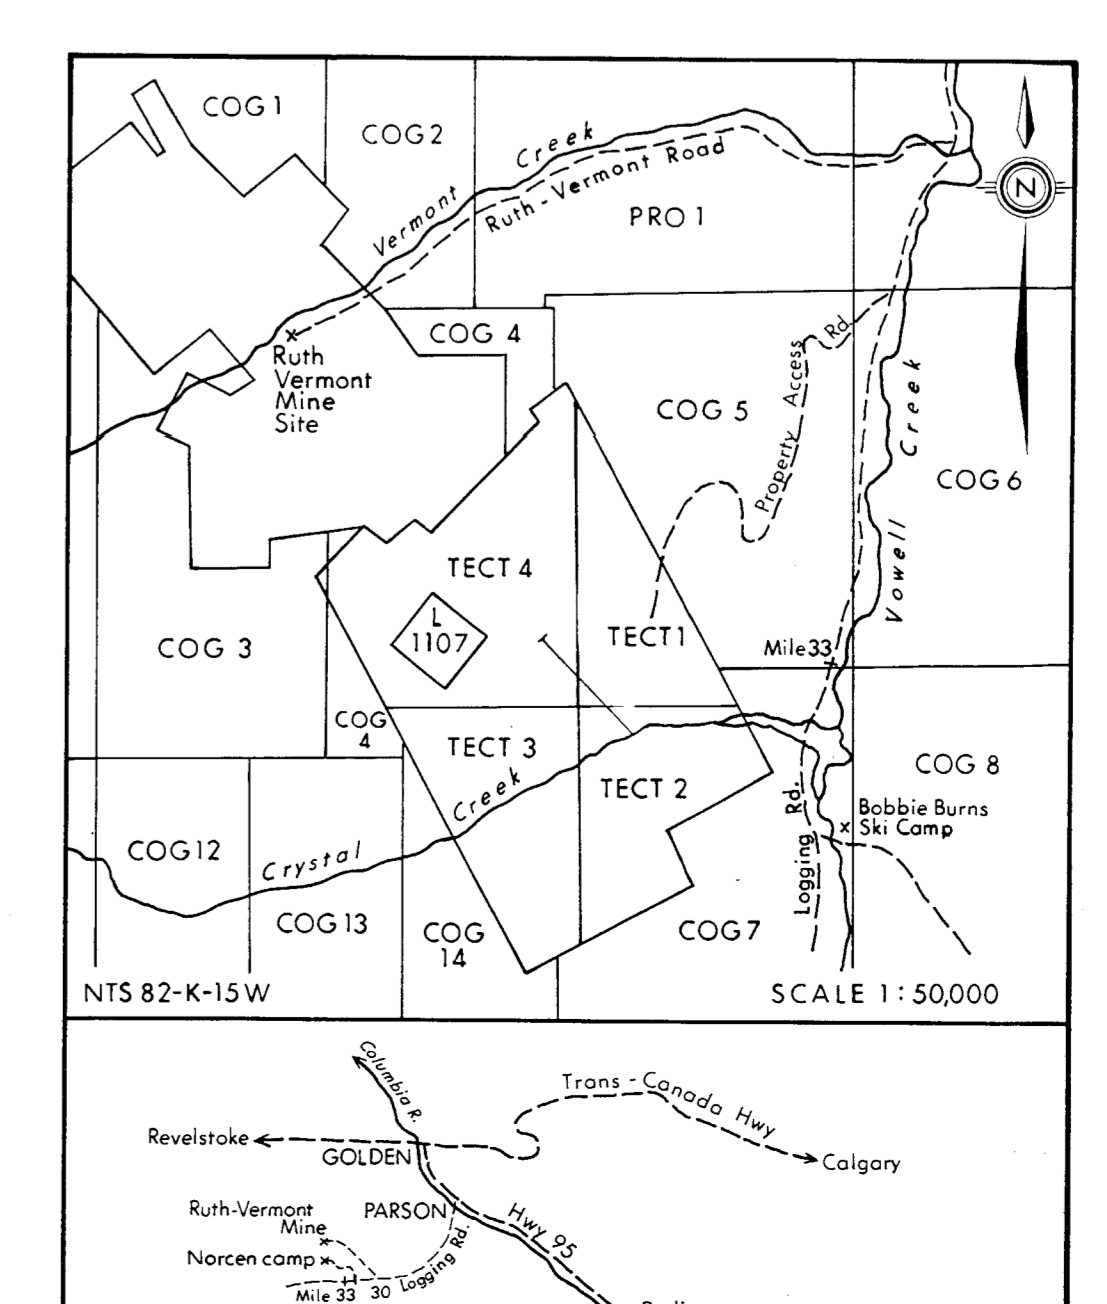 COG 1
COG 2
Vermont Creek
Ruth-Vermont Road
N
PRO 1
COG 4
Ruth
Vermont
Mine
Site
Property Access Rd.
COG 5
Vowell Creek
COG 6
TECT 4
L
1107
TECT 1
COG 3
Mile 33
COG
4
TECT 3
TECT 2
COG 8
Crystal Creek
Logging Rd.
Bobbie Burns
Ski Camp
COG 12
COG 13
COG
14
COG 7
NTS 82-K-15W
SCALE 1:50,000
Columbia R.
Trans-Canada Hwy
Revelstoke
GOLDEN
Calgary
Ruth-Vermont
Mine
PARSON
Hwy 95
Norcen camp
Logging Rd.
Mile 33 30